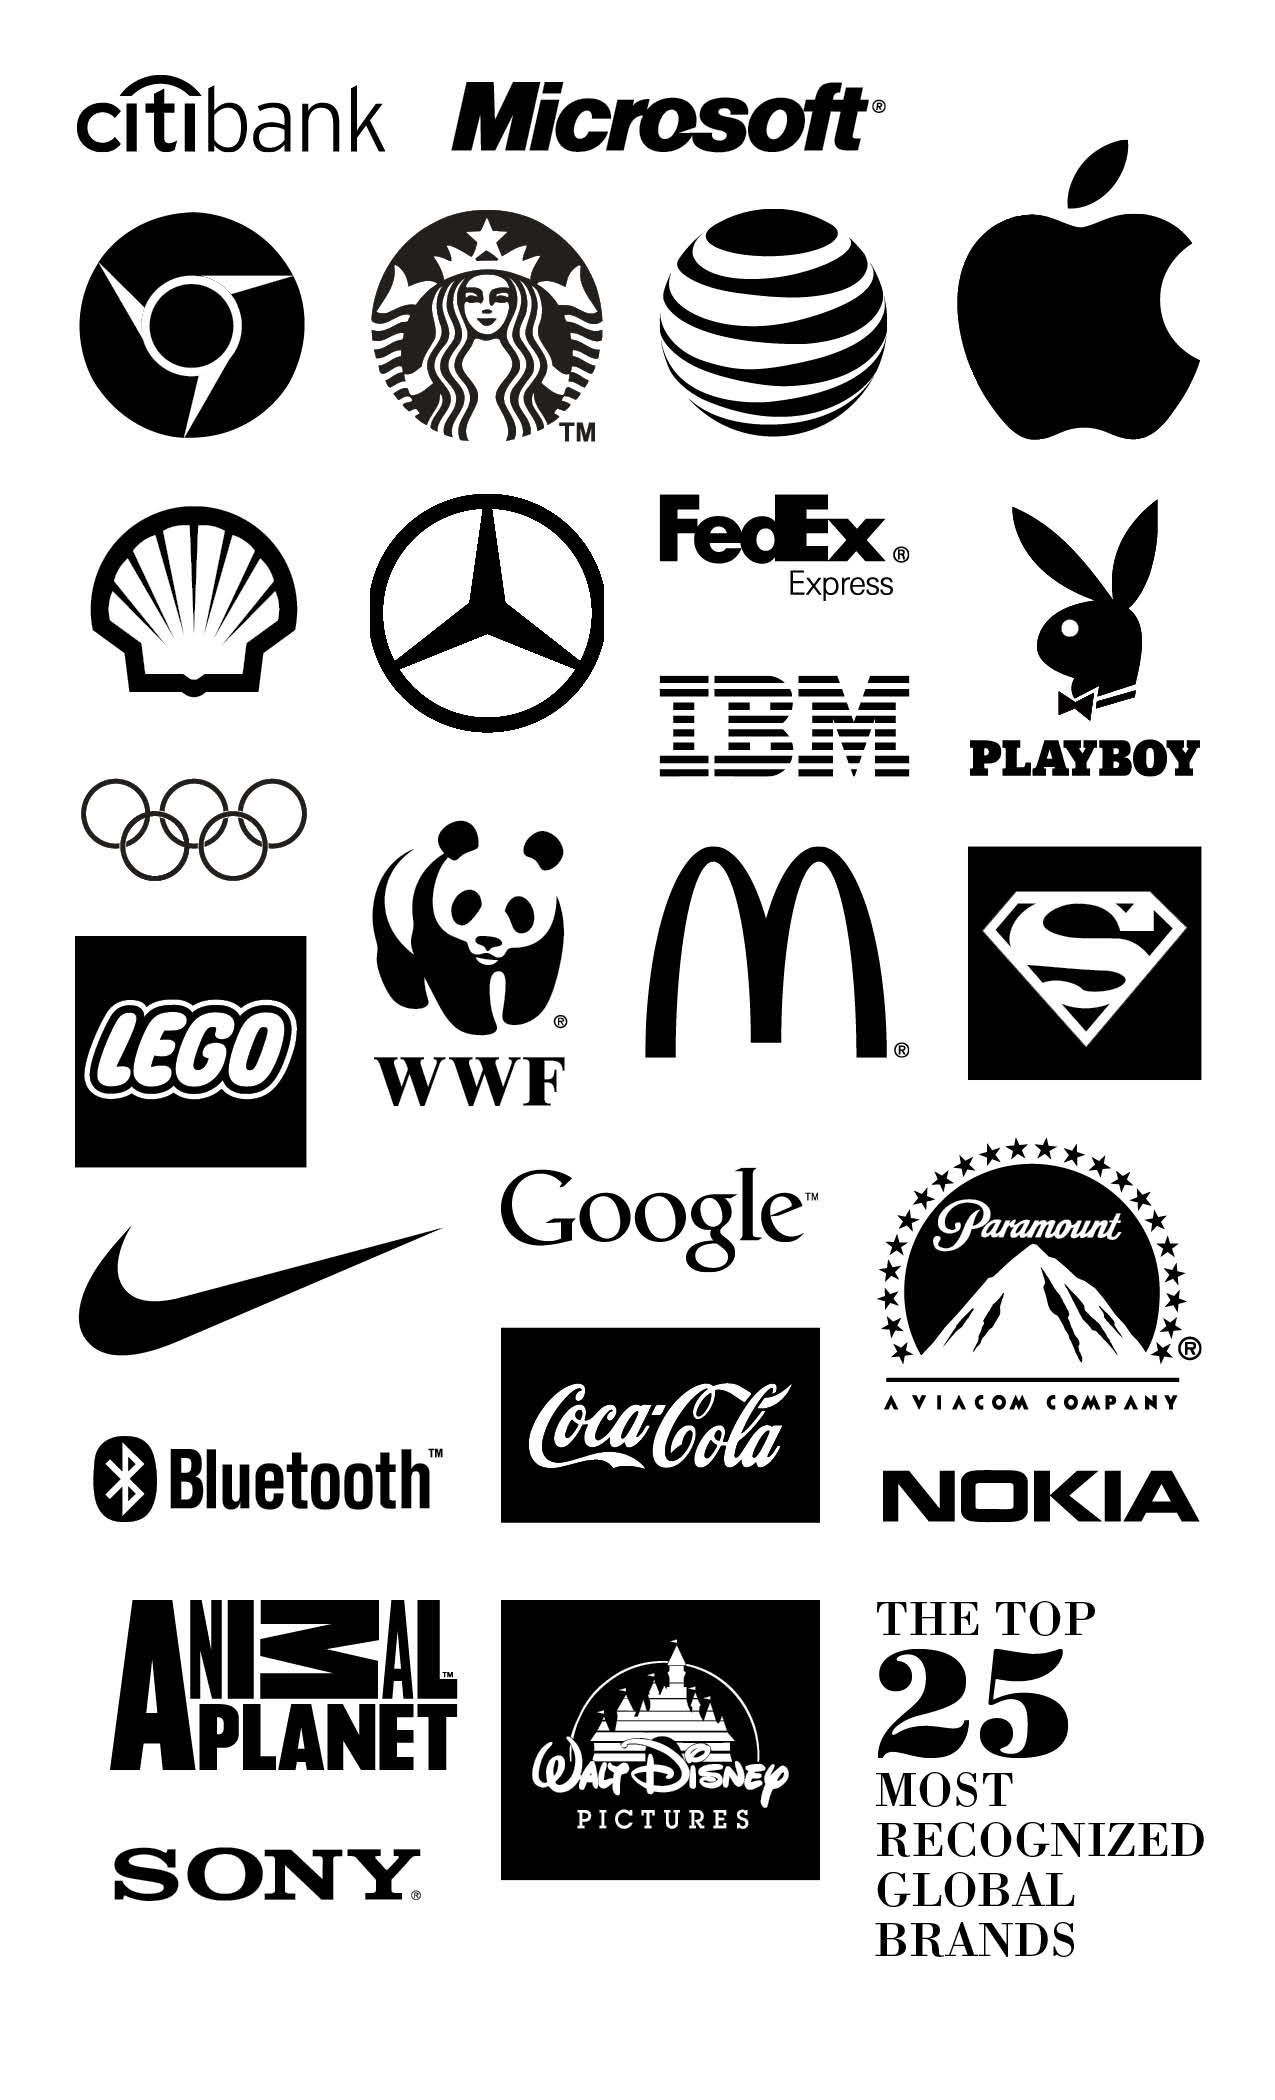 citibank
Microsoft®
TM
FedEx®
Express
IBM
PLAYBOY
LEGO
®
WWF
®
S
Google™
Paramount
®
A VIACOM COMPANY
Coca-Cola
Bluetooth™
NOKIA
ANIMAL™
PLANET
WALT DISNEY
PICTURES
SONY®
THE TOP
25
MOST
RECOGNIZED
GLOBAL
BRANDS